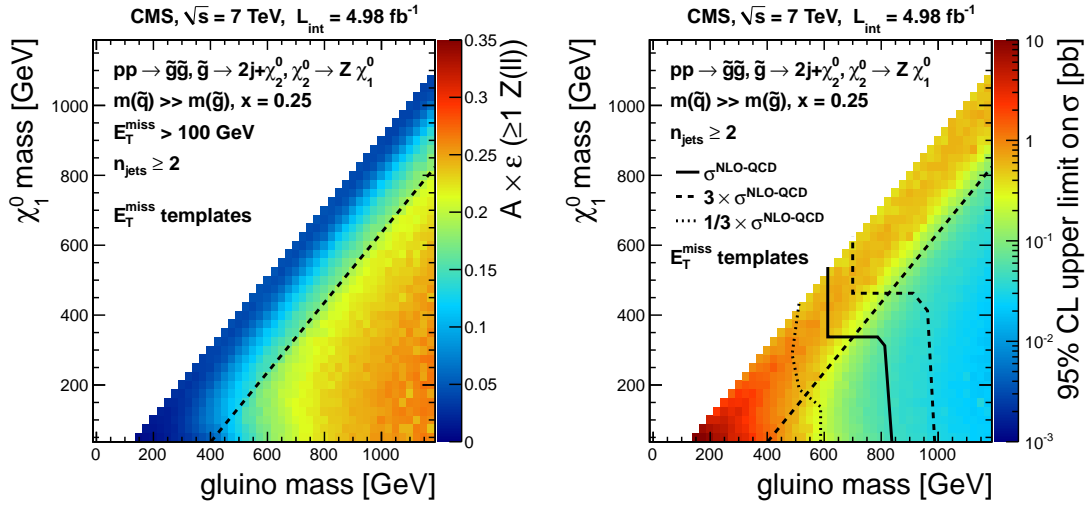 CMS, √s = 7 TeV, L_int = 4.98 fb⁻¹
pp → g̃g̃, g̃ → 2j+χ₂⁰, χ₂⁰ → Z χ₁⁰
m(q̃) >> m(g̃), x = 0.25
E_T^miss > 100 GeV
n_jets ≥ 2
E_T^miss templates
χ₁⁰ mass [GeV]
1000
800
600
400
200
0 200 400 600 800 1000
gluino mass [GeV]
0.35
0.3
0.25
0.2
0.15
0.1
0.05
0
A × ε (≥1 Z(ll))
CMS, √s = 7 TeV, L_int = 4.98 fb⁻¹
pp → g̃g̃, g̃ → 2j+χ₂⁰, χ₂⁰ → Z χ₁⁰
m(q̃) >> m(g̃), x = 0.25
n_jets ≥ 2
σ^NLO-QCD
3 × σ^NLO-QCD
1/3 × σ^NLO-QCD
E_T^miss templates
χ₁⁰ mass [GeV]
1000
800
600
400
200
0 200 400 600 800 1000
gluino mass [GeV]
10
1
10⁻¹
10⁻²
10⁻³
95% CL upper limit on σ [pb]